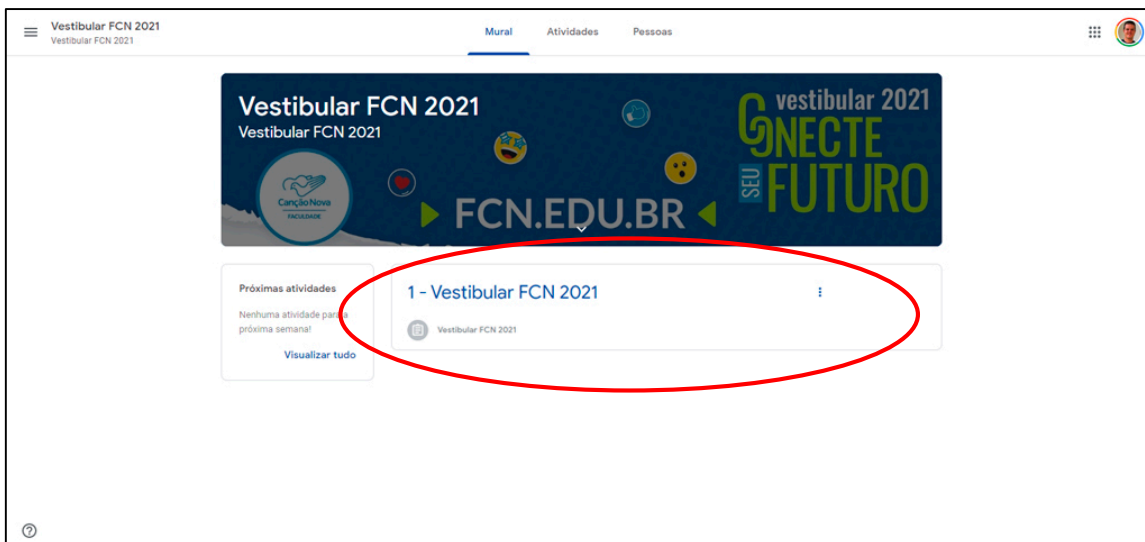 Vestibular FCN 2021
Vestibular FCN 2021
Mural Atividades Pessoas
Vestibular FCN 2021
Vestibular FCN 2021
Canção Nova
FACULDADE
FCN.EDU.BR
vestibular 2021
CONECTE
SEU FUTURO
Próximas atividades
Nenhuma atividade para a
próxima semana!
Visualizar tudo
1 - Vestibular FCN 2021
Vestibular FCN 2021